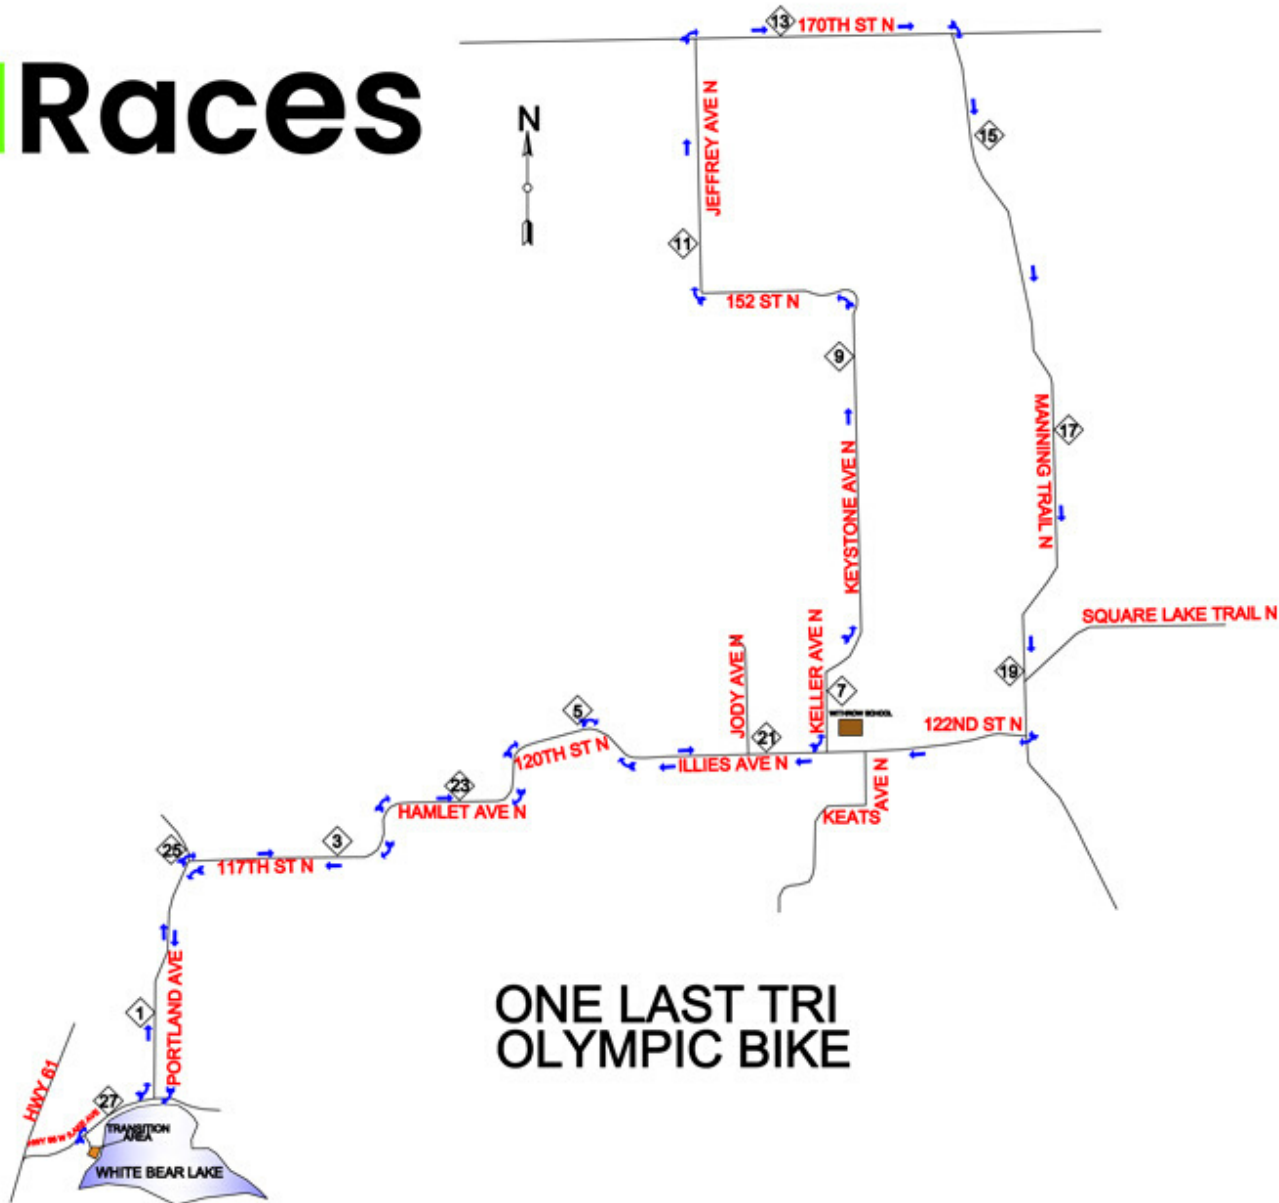 Races
13
170TH ST N
N
JEFFREY AVE N
15
11
152 ST N
9
MANNING TRAIL N
17
KEYSTONE AVE N
SQUARE LAKE TRAIL N
JODY AVE N
KELLER AVE N
19
7
5
WITHROW SCHOOL
122ND ST N
21
120TH ST N
ILLIES AVE N
23
HAMLET AVE N
KEATS
AVE N
3
25
117TH ST N
PORTLAND AVE
1
ONE LAST TRI
OLYMPIC BIKE
HWY 61
27
TRANSITION
AREA
WHITE BEAR LAKE